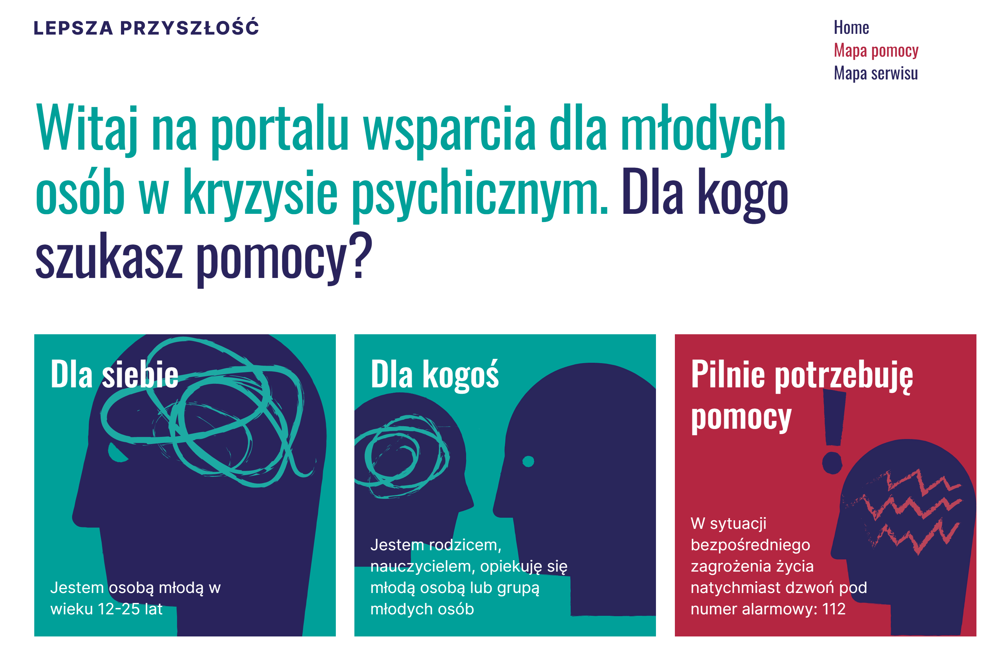 LEPSZA PRZYSZŁOŚĆ
Home
Mapa pomocy
Mapa serwisu
Witaj na portalu wsparcia dla młodych
osób w kryzysie psychicznym. Dla kogo
szukasz pomocy?
Dla siebie
Jestem osobą młodą w
wieku 12-25 lat
Dla kogoś
Jestem rodzicem,
nauczycielem, opiekuję się
młodą osobą lub grupą
młodych osób
Pilnie potrzebuję
pomocy
W sytuacji
bezpośredniego
zagrożenia życia
natychmiast dzwoń pod
numer alarmowy: 112